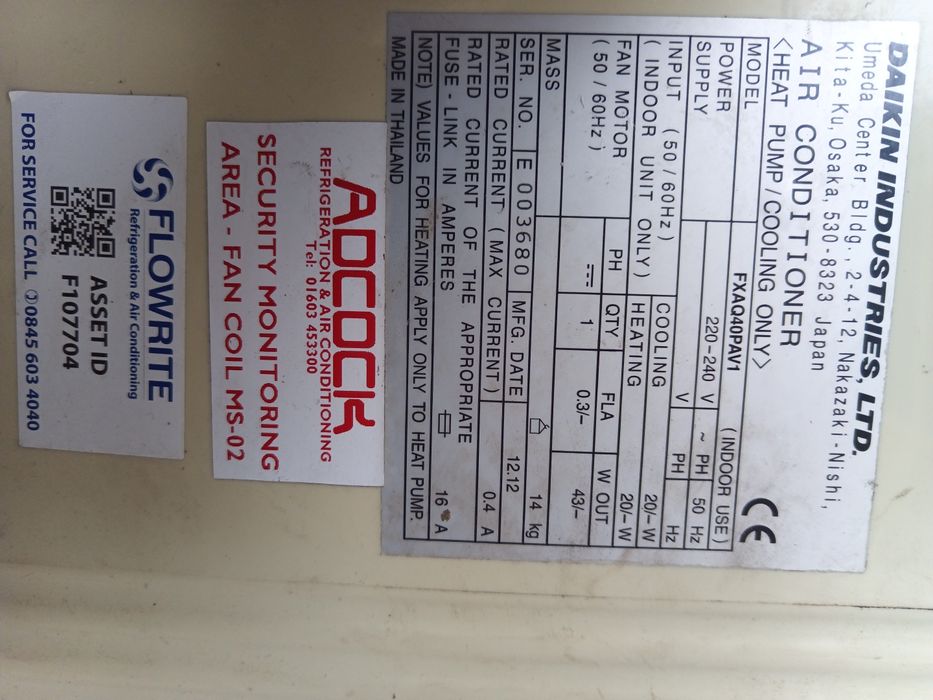 DAIKIN INDUSTRIES, LTD.
Umeda Center Bldg., 2-4-12, Nakazaki-Nishi,
Kita-Ku, Osaka, 530-8323 Japan
AIR CONDITIONER
<HEAT PUMP/COOLING ONLY>
CE
MODEL FXAQ40PAV1 (INDOOR USE)
POWER SUPPLY 220-240 V ~ PH 50 Hz
V PH Hz
INPUT (50/60Hz) COOLING 20/- W
(INDOOR UNIT ONLY) HEATING 20/- W
FAN MOTOR (50/60Hz) PH QTY FLA W OUT
1 0.3/- 43/-
MASS 14 kg
SER. NO. E003680 MFG. DATE 12.12
RATED CURRENT (MAX CURRENT) 0.4 A
RATED CURRENT OF THE APPROPRIATE
FUSE-LINK IN AMPERES 16 A
NOTE) VALUES FOR HEATING APPLY ONLY TO HEAT PUMP.
MADE IN THAILAND
ADCOCK
REFRIGERATION & AIR CONDITIONING
Tel: 01603 453300
SECURITY MONITORING
AREA - FAN COIL MS-02
FLOWRITE
Refrigeration & Air Conditioning
ASSET ID
F107704
FOR SERVICE CALL 0845 603 4040